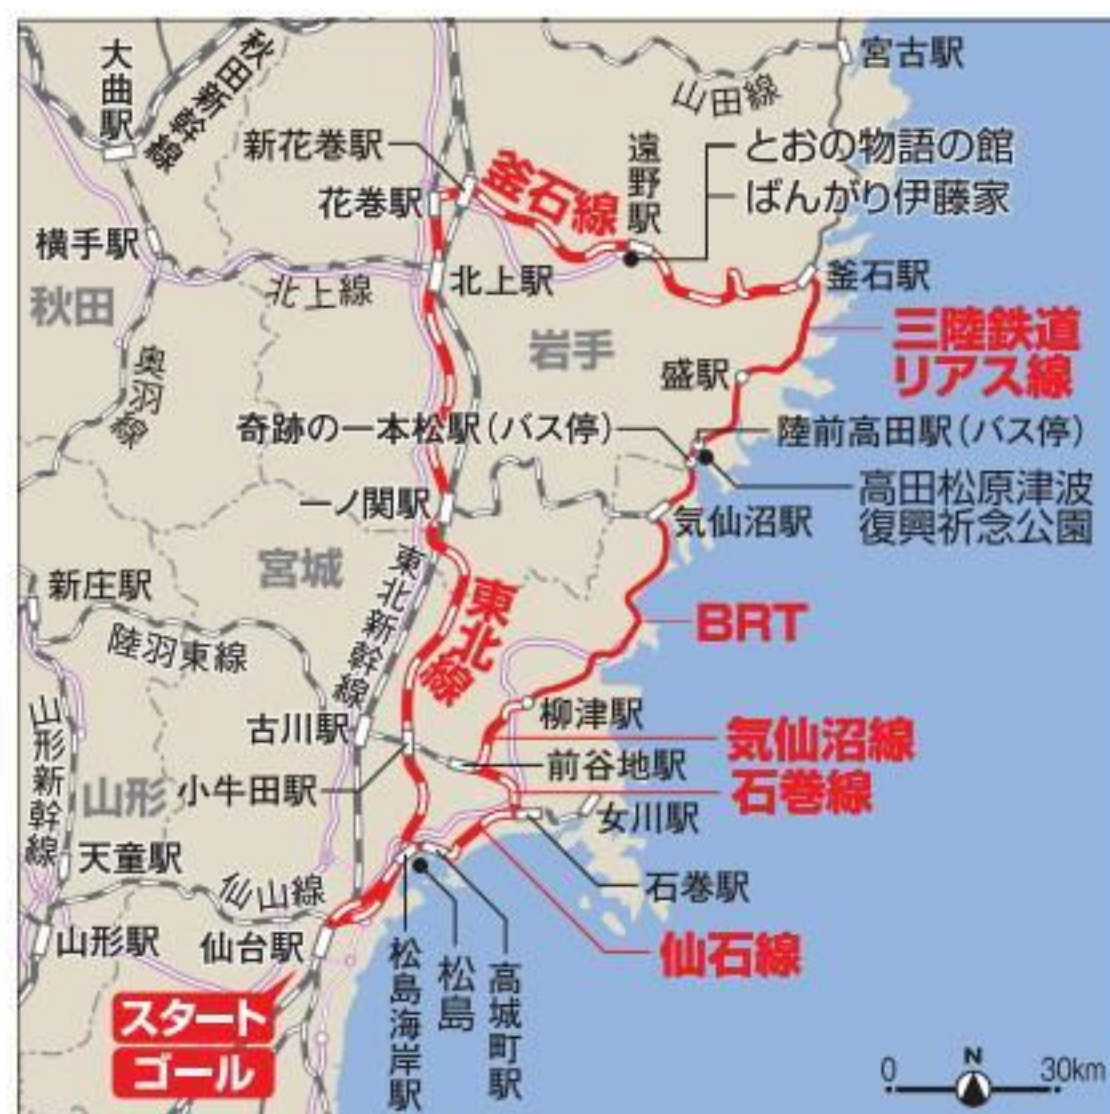 大曲駅
秋田新幹線
宮古駅
山田線
新花巻駅
遠野駅
とおの物語の館
ばんがり伊藤家
花巻駅
釜石線
横手駅
北上線
北上駅
釜石駅
秋田
岩手
三陸鉄道
リアス線
奥羽線
盛駅
奇跡の一本松駅(バス停)
陸前高田駅(バス停)
高田松原津波
復興祈念公園
一ノ関駅
気仙沼駅
宮城
東北新幹線
新庄駅
東北線
BRT
陸羽東線
山形新幹線
古川駅
柳津駅
気仙沼線
前谷地駅
石巻線
山形
小牛田駅
女川駅
天童駅
仙山線
石巻駅
山形駅
仙台駅
仙石線
松島海岸駅
松島
高城町駅
スタート
ゴール
N
0 30km